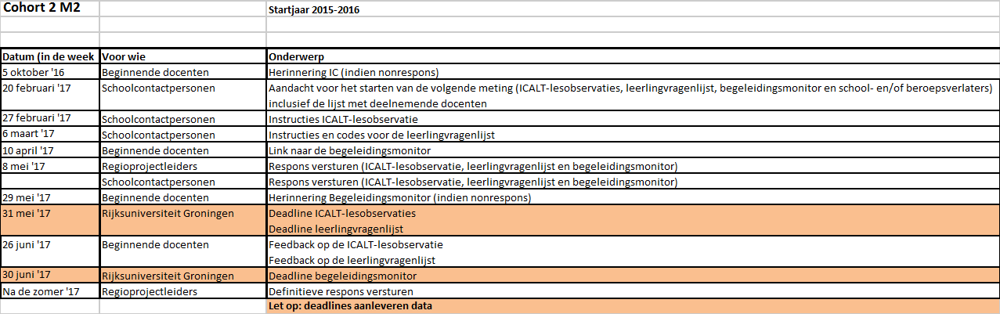 Cohort 2 M2 Startjaar 2015-2016
Datum (in de week Voor wie Onderwerp
5 oktober '16 Beginnende docenten Herinnering IC (indien nonrespons)
20 februari '17 Schoolcontactpersonen Aandacht voor het starten van de volgende meting (ICALT-lesobservaties, leerlingvragenlijst, begeleidingsmonitor en school- en/of beroepsverlaters)
inclusief de lijst met deelnemende docenten
27 februari '17 Schoolcontactpersonen Instructies ICALT-lesobservatie
6 maart '17 Schoolcontactpersonen Instructies en codes voor de leerlingvragenlijst
10 april '17 Beginnende docenten Link naar de begeleidingsmonitor
8 mei '17 Regioprojectleiders Respons versturen (ICALT-lesobservatie, leerlingvragenlijst en begeleidingsmonitor)
Schoolcontactpersonen Respons versturen (ICALT-lesobservatie, leerlingvragenlijst en begeleidingsmonitor)
29 mei '17 Beginnende docenten Herinnering Begeleidingsmonitor (indien nonrespons)
31 mei '17 Rijksuniversiteit Groningen Deadline ICALT-lesobservaties
Deadline leerlingvragenlijst
26 juni '17 Beginnende docenten Feedback op de ICALT-lesobservatie
Feedback op de leerlingvragenlijst
30 juni '17 Rijksuniversiteit Groningen Deadline begeleidingsmonitor
Na de zomer '17 Regioprojectleiders Definitieve respons versturen
Let op: deadlines aanleveren data